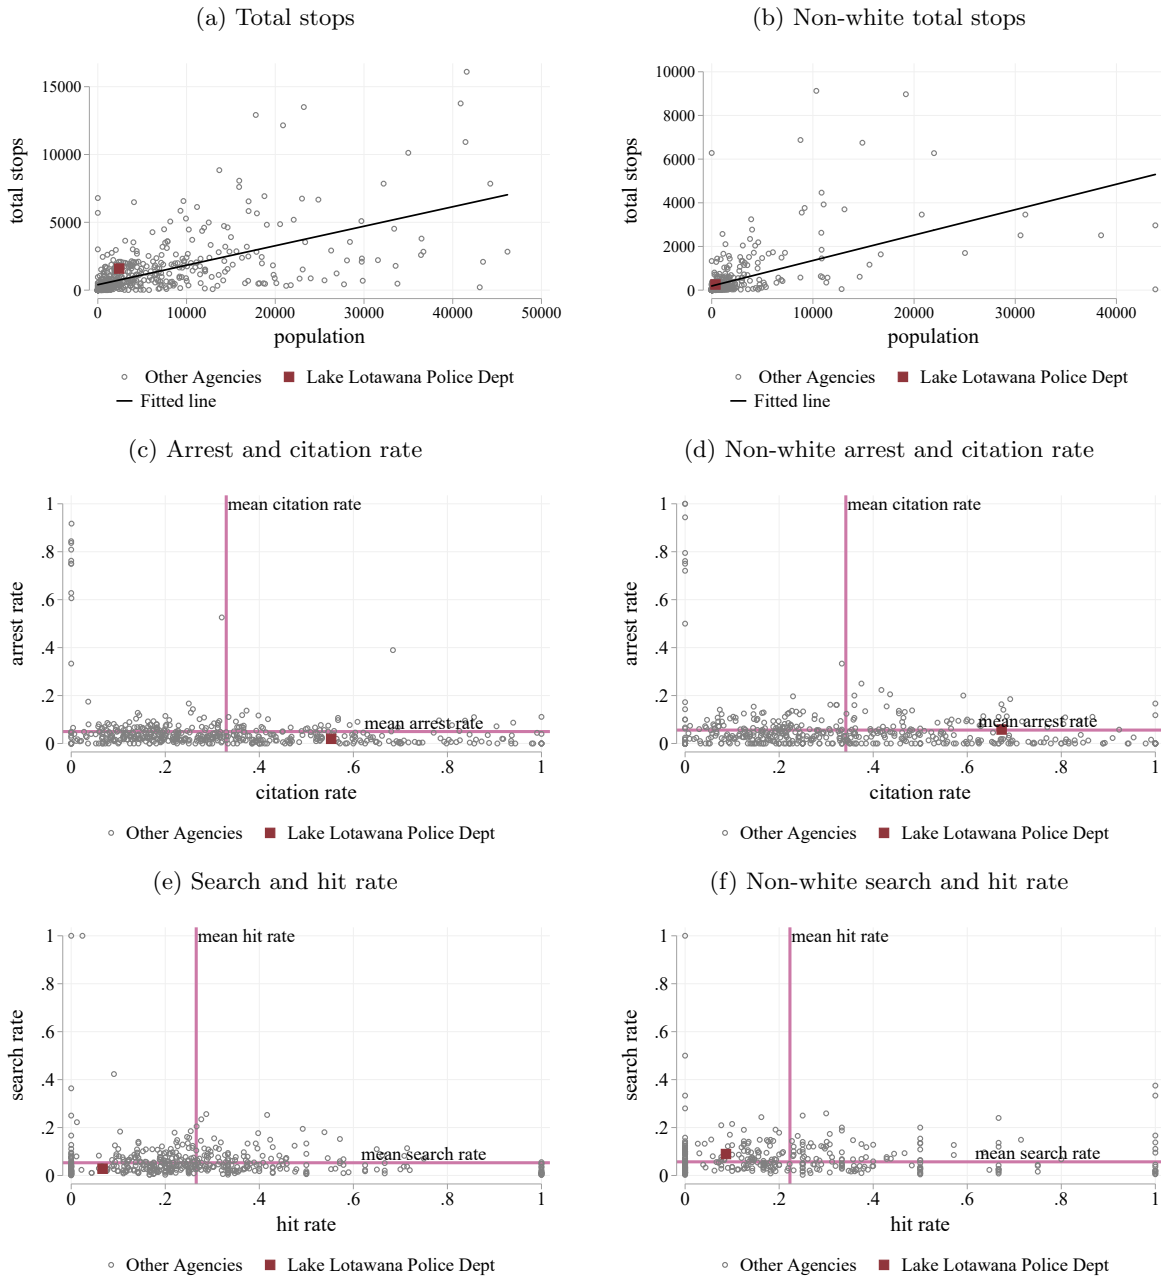 (a) Total stops
(b) Non-white total stops
total stops
15000
10000
5000
0
0 10000 20000 30000 40000 50000
population
Other Agencies Lake Lotawana Police Dept
Fitted line
total stops
10000
8000
6000
4000
2000
0
0 10000 20000 30000 40000
population
Other Agencies Lake Lotawana Police Dept
Fitted line
(c) Arrest and citation rate
(d) Non-white arrest and citation rate
arrest rate
1
.8
.6
.4
.2
0
mean citation rate
mean arrest rate
0 .2 .4 .6 .8 1
citation rate
Other Agencies Lake Lotawana Police Dept
arrest rate
1
.8
.6
.4
.2
0
mean citation rate
mean arrest rate
0 .2 .4 .6 .8 1
citation rate
Other Agencies Lake Lotawana Police Dept
(e) Search and hit rate
(f) Non-white search and hit rate
search rate
1
.8
.6
.4
.2
0
mean hit rate
mean search rate
0 .2 .4 .6 .8 1
hit rate
Other Agencies Lake Lotawana Police Dept
search rate
1
.8
.6
.4
.2
0
mean hit rate
mean search rate
0 .2 .4 .6 .8 1
hit rate
Other Agencies Lake Lotawana Police Dept